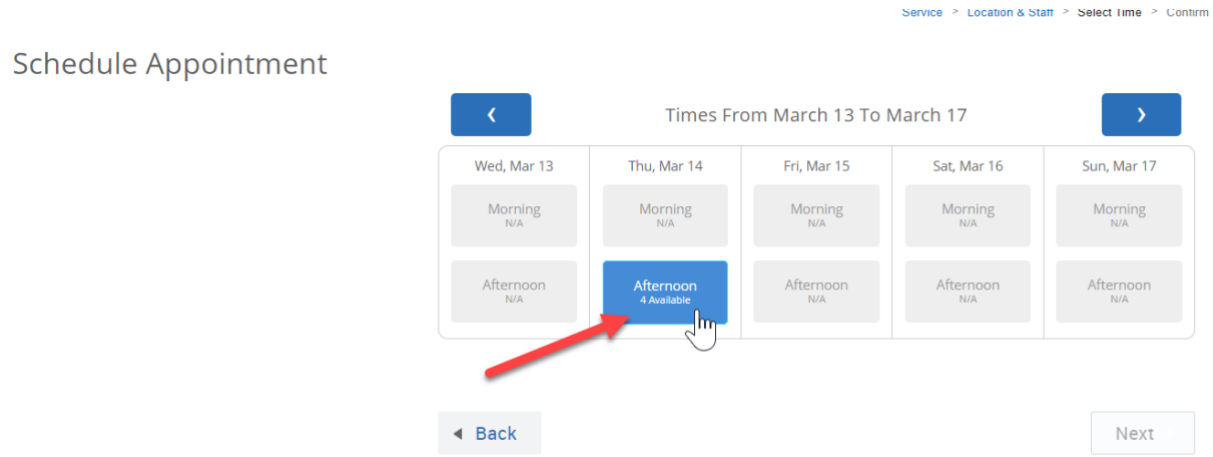 Service > Location & Staff > Select Time > Confirm
Schedule Appointment
❮ Times From March 13 To March 17 ❯
Wed, Mar 13 Thu, Mar 14 Fri, Mar 15 Sat, Mar 16 Sun, Mar 17
Morning Morning Morning Morning Morning
N/A N/A N/A N/A N/A
Afternoon Afternoon Afternoon Afternoon Afternoon
N/A 4 Available N/A N/A N/A
◀ Back Next